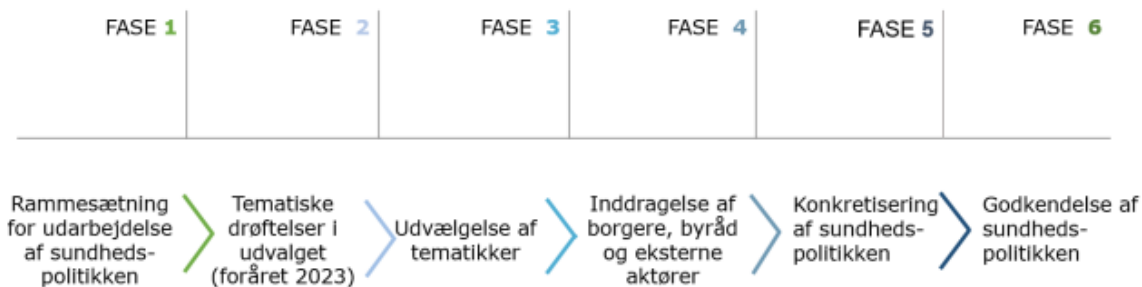 FASE 1
FASE 2
FASE 3
FASE 4
FASE 5
FASE 6
Rammesætning
for udarbejdelse
af sundheds-
politikken
Tematiske
drøftelser i
udvalget
(foråret 2023)
Udvælgelse af
tematikker
Inddragelse af
borgere, byråd
og eksterne
aktører
Konkretisering
af sundheds-
politikken
Godkendelse af
sundheds-
politikken